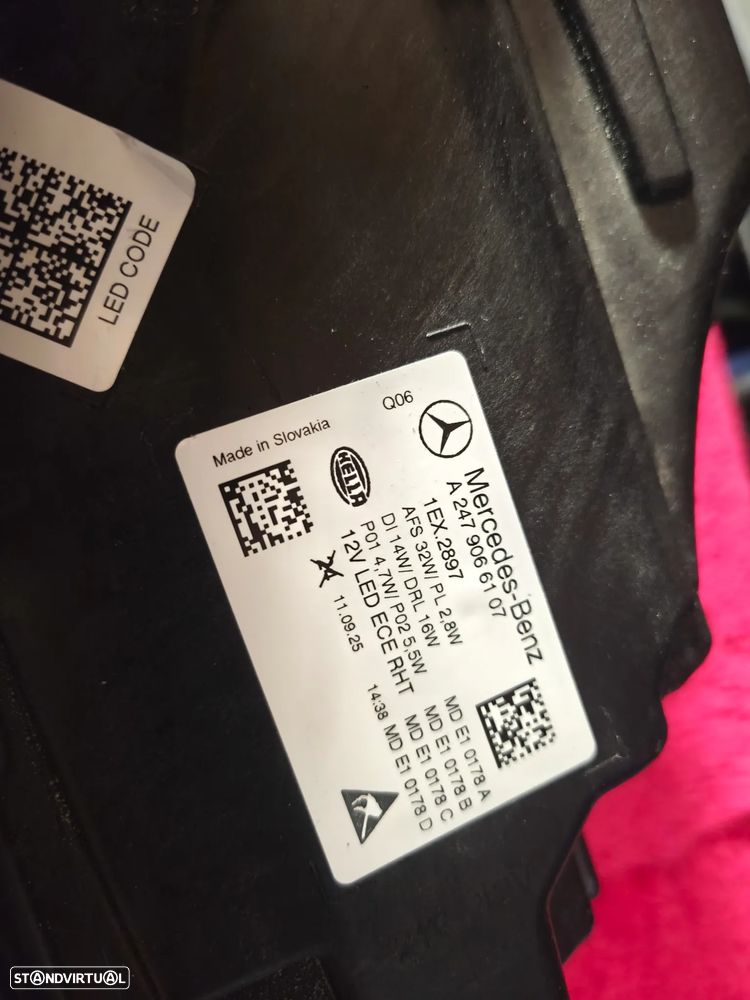 LED CODE
Mercedes-Benz
A 247 906 61 07
1EX.2897
AFS 32W/ PL 2,8W
DI 14W/ DRL 16W
P01 4,7W/ P02 5,5W
12V LED ECE RHT
Q06
HELLA
Made in Slovakia
11.09.25
14:38
MD E1 0178 A
MD E1 0178 B
MD E1 0178 C
MD E1 0178 D
STANDVIRTUAL